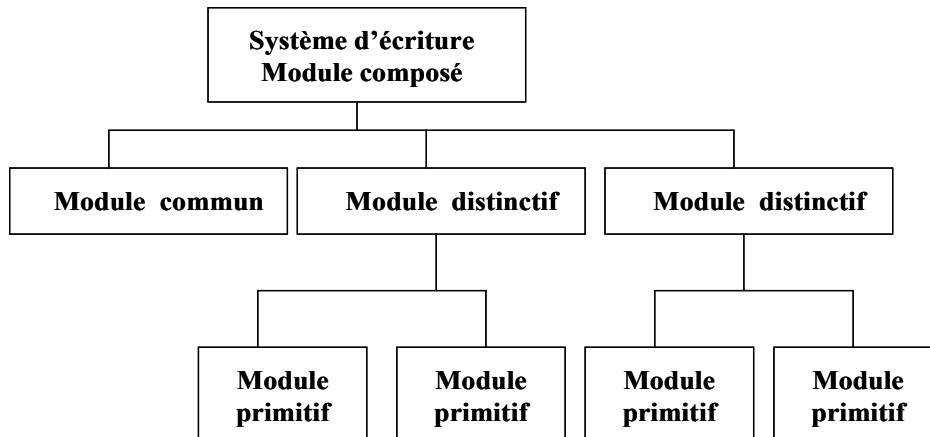 Système d’écriture
Module composé
Module commun
Module distinctif
Module distinctif
Module
primitif
Module
primitif
Module
primitif
Module
primitif